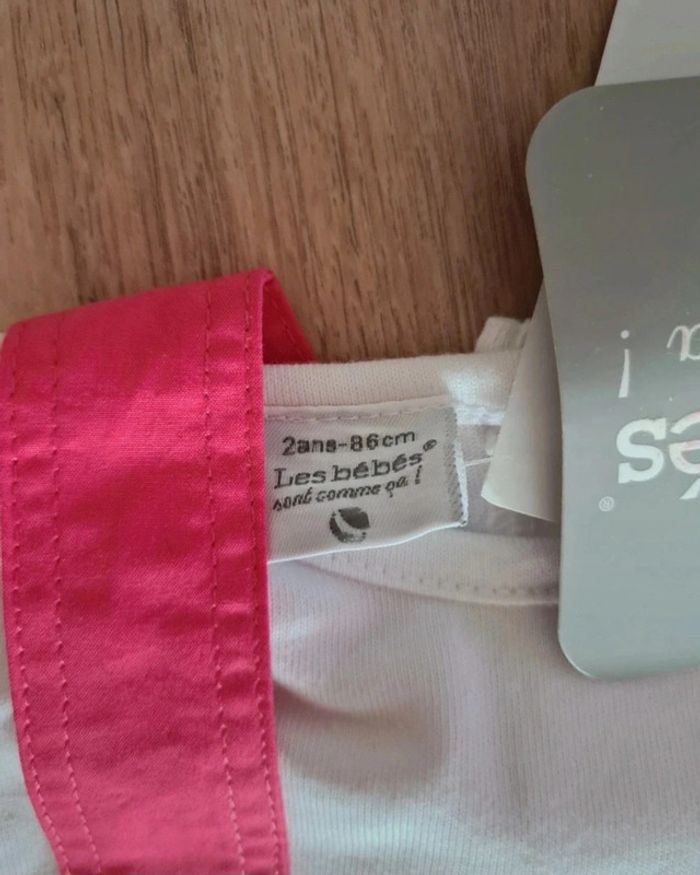 2ans-86cm
Les bébés®
sont comme ça !